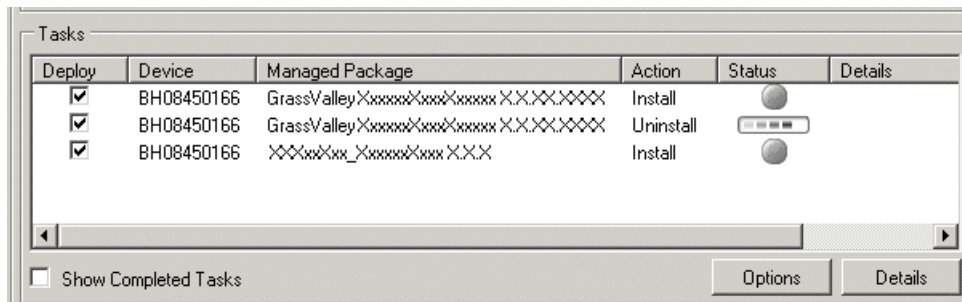 Tasks
Deploy Device Managed Package Action Status Details
BH08450166 GrassValleyXxxxxxXxxxXxxxxx X.X.XX.XXXX Install
BH08450166 GrassValleyXxxxxxXxxxXxxxxx X.X.XX.XXXX Uninstall
BH08450166 XXXxxXxx_XxxxxxXxxx X.X.X Install
Show Completed Tasks Options Details